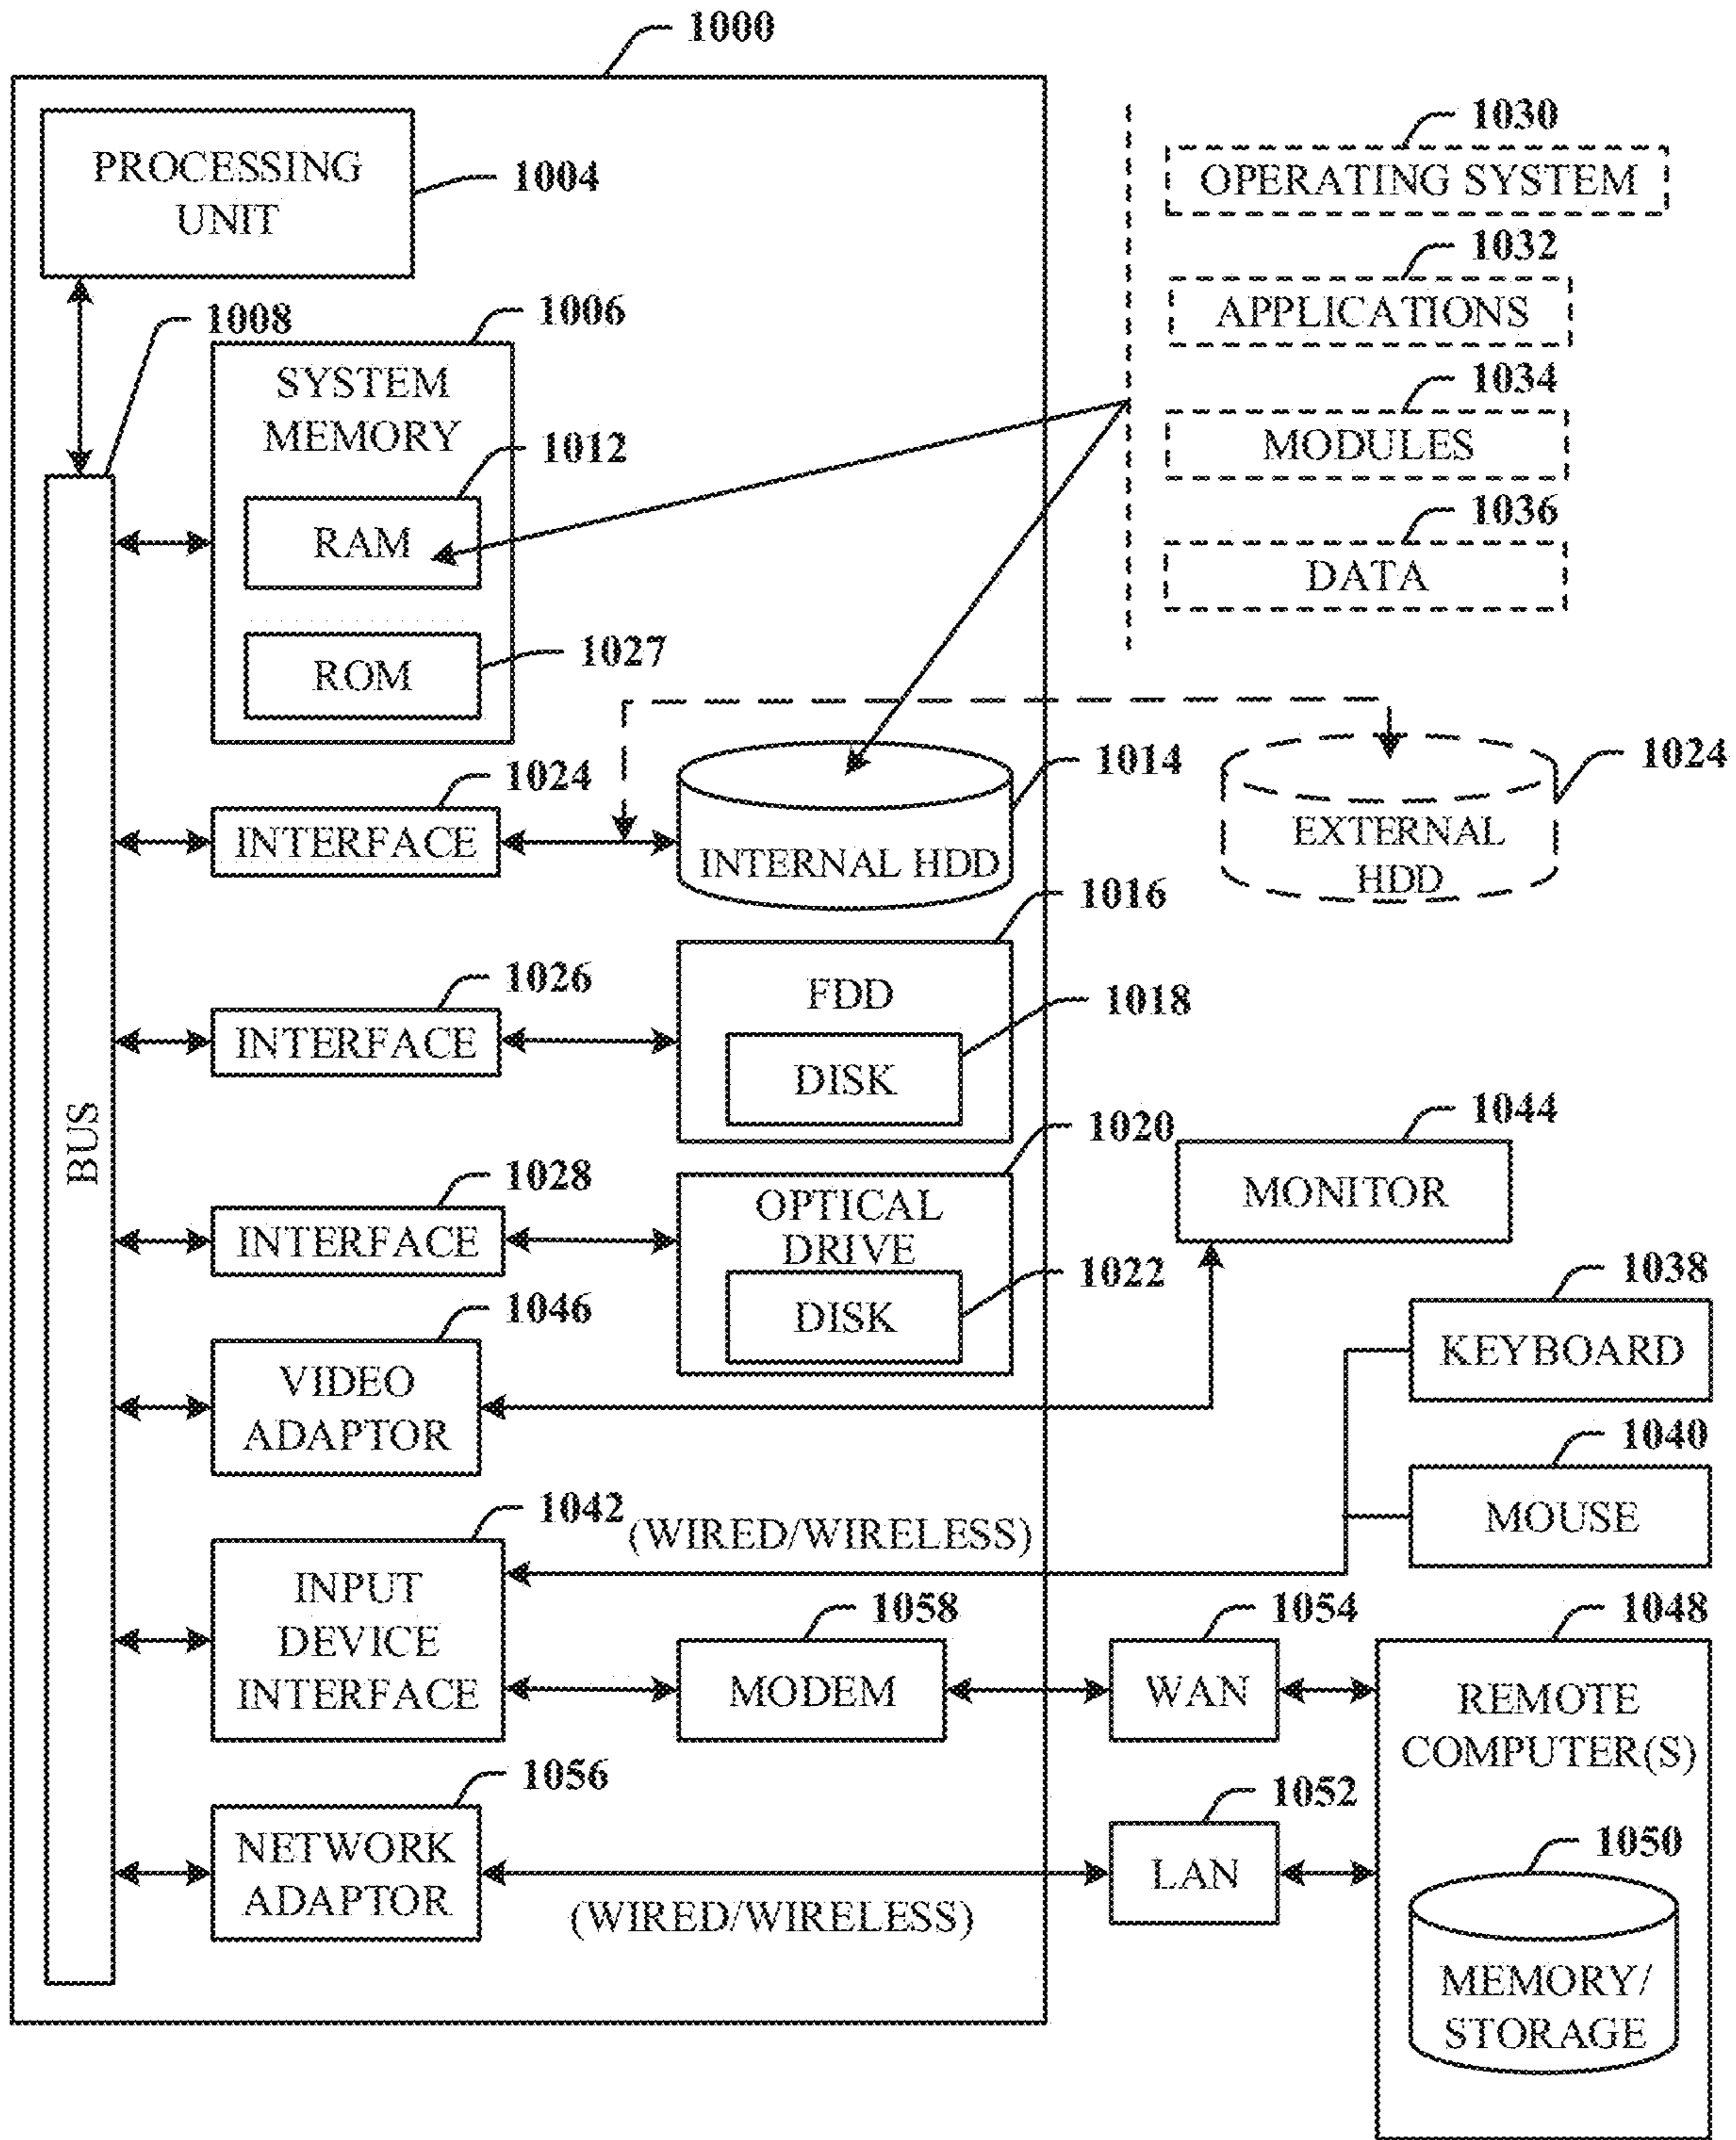 1000
PROCESSING
UNIT
1004
1030
OPERATING SYSTEM
1032
APPLICATIONS
1034
MODULES
1036
DATA
1008
1006
SYSTEM
MEMORY
1012
RAM
1027
ROM
1024
INTERFACE
1014
INTERNAL HDD
1024
EXTERNAL
HDD
1026
INTERFACE
1016
FDD
1018
DISK
BUS
1028
INTERFACE
1020
OPTICAL
DRIVE
1022
DISK
1044
MONITOR
1046
VIDEO
ADAPTOR
1038
KEYBOARD
1040
MOUSE
1042
(WIRED/WIRELESS)
INPUT
DEVICE
INTERFACE
1058
MODEM
1054
WAN
1048
REMOTE
COMPUTER(S)
1056
NETWORK
ADAPTOR
(WIRED/WIRELESS)
1052
LAN
1050
MEMORY/
STORAGE